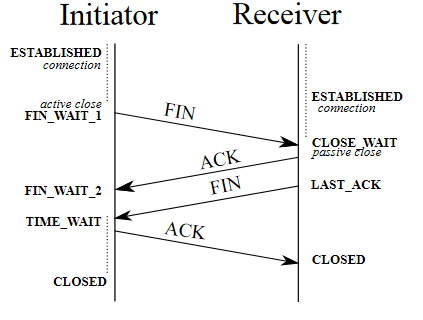 Initiator
Receiver
ESTABLISHED
connection
active close
FIN_WAIT_1
FIN
ESTABLISHED
connection
CLOSE_WAIT
passive close
ACK
FIN
FIN_WAIT_2
LAST_ACK
TIME_WAIT
ACK
CLOSED
CLOSED